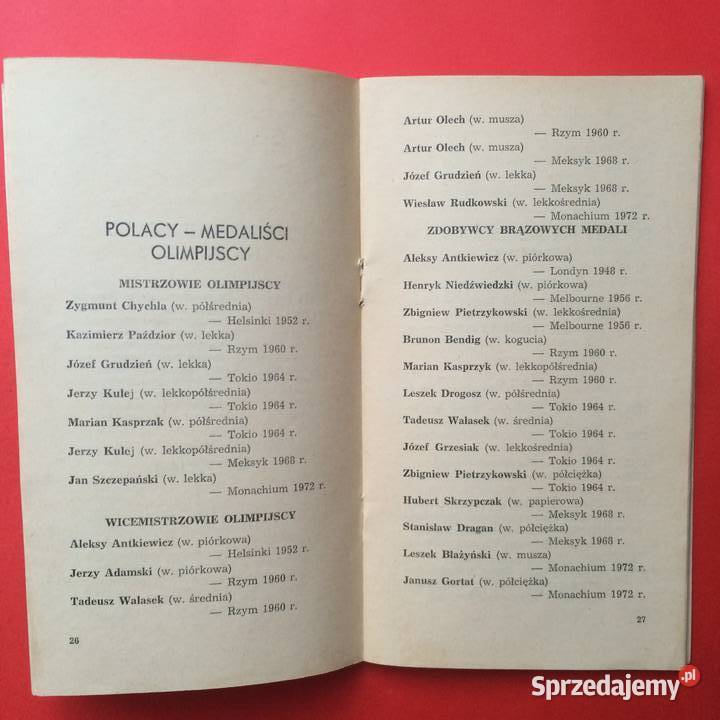 POLACY — MEDALIŚCI
OLIMPIJSCY
MISTRZOWIE OLIMPIJSCY
Zygmunt Chychla (w. półśrednia)
— Helsinki 1952 r.
Kazimierz Paździor (w. lekka)
— Rzym 1960 r.
Józef Grudzień (w. lekka)
— Tokio 1964 r.
Jerzy Kulej (w. lekkopółśrednia)
— Tokio 1964 r.
Marian Kasprzak (w. półśrednia)
— Tokio 1964 r.
Jerzy Kulej (w. lekkopółśrednia)
— Meksyk 1968 r.
Jan Szczepański (w. lekka)
— Monachium 1972 r.
WICEMISTRZOWIE OLIMPIJSCY
Aleksy Antkiewicz (w. piórkowa)
— Helsinki 1952 r.
Jerzy Adamski (w. piórkowa)
— Rzym 1960 r.
Tadeusz Walasek (w. średnia)
— Rzym 1960 r.
26
Artur Olech (w. musza)
— Rzym 1960 r.
Artur Olech (w. musza)
— Meksyk 1968 r.
Józef Grudzień (w. lekka)
— Meksyk 1968 r.
Wiesław Rudkowski (w. lekkośrednia)
— Monachium 1972 r.
ZDOBYWCY BRĄZOWYCH MEDALI
Aleksy Antkiewicz (w. piórkowa)
— Londyn 1948 r.
Henryk Niedźwiedzki (w. piórkowa)
— Melbourne 1956 r.
Zbigniew Pietrzykowski (w. lekkośrednia)
— Melbourne 1956 r.
Brunon Bendig (w. kogucia)
— Rzym 1960 r.
Marian Kasprzyk (w. lekkopółśrednia)
— Rzym 1960 r.
Leszek Drogosz (w. półśrednia)
— Tokio 1964 r.
Tadeusz Walasek (w. średnia)
— Tokio 1964 r.
Józef Grzesiak (w. lekkośrednia)
— Tokio 1964 r.
Zbigniew Pietrzykowski (w. półciężka)
— Tokio 1964 r.
Hubert Skrzypczak (w. papierowa)
— Meksyk 1968 r.
Stanisław Dragan (w. półciężka)
— Meksyk 1968 r.
Leszek Błażyński (w. musza)
— Monachium 1972 r.
Janusz Gortat (w. półciężka)
— Monachium 1972 r.
27
Sprzedajemy.pl